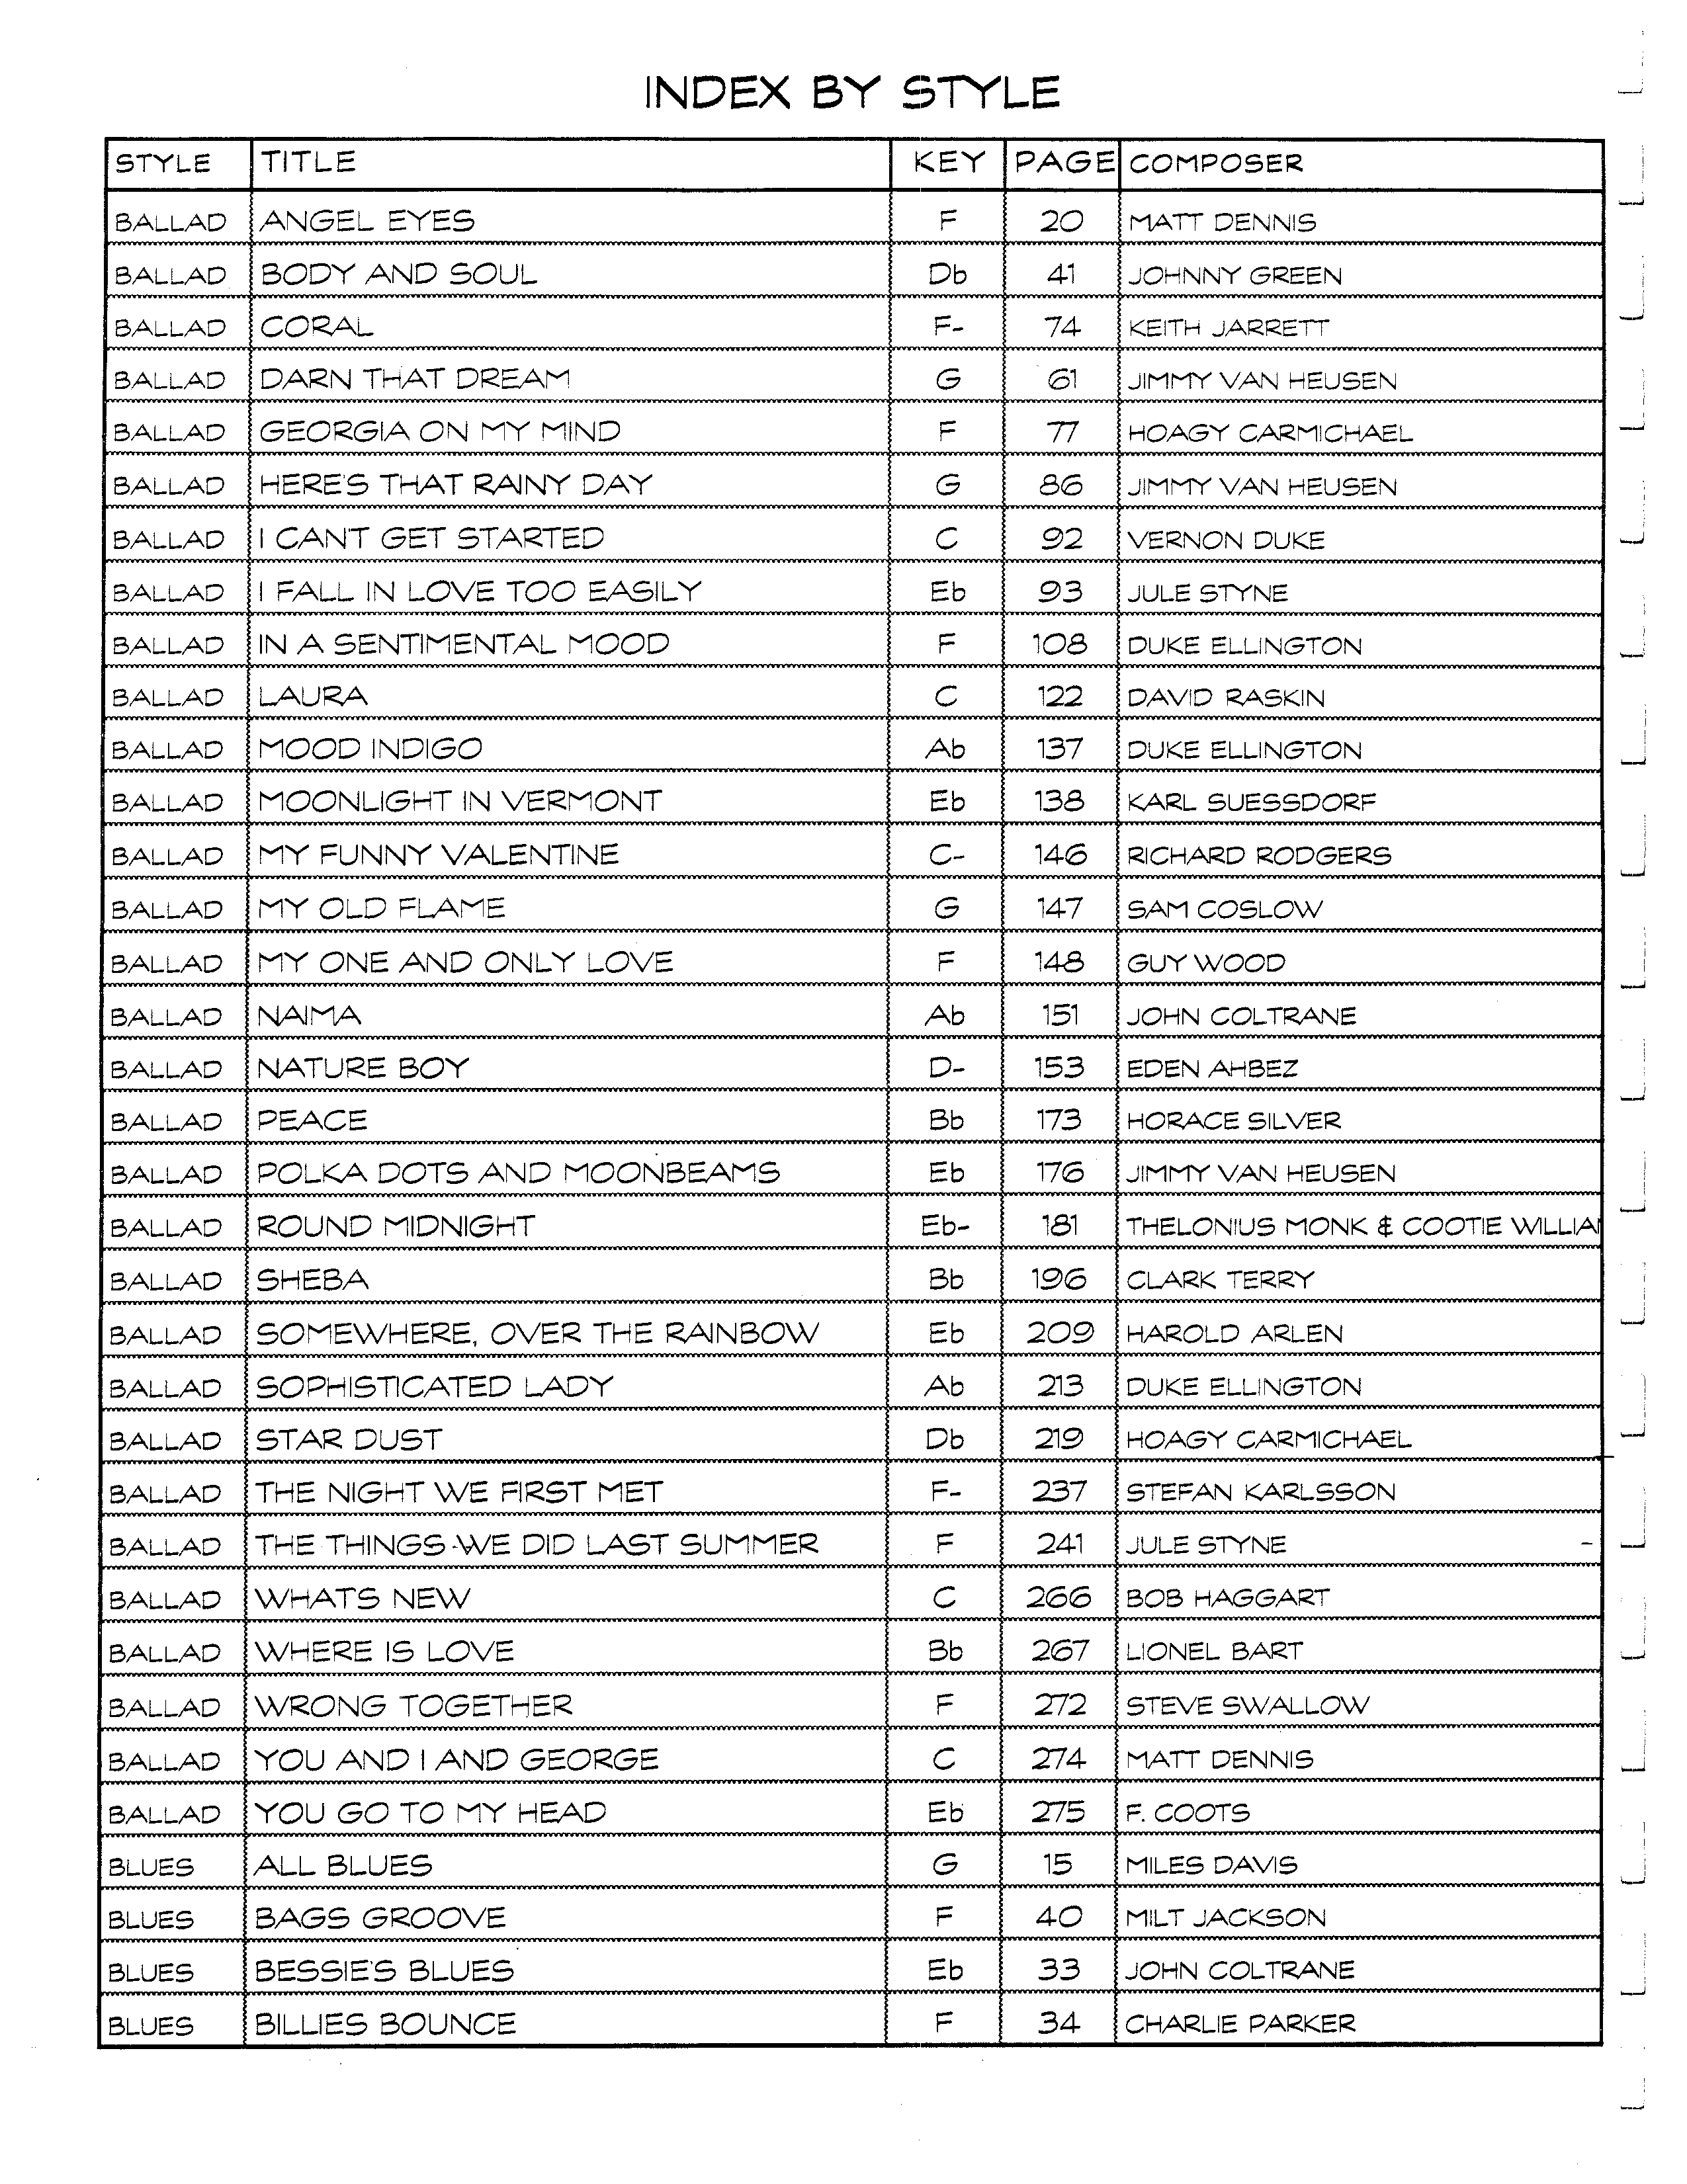 INDEX BY STYLE
STYLE TITLE KEY PAGE COMPOSER
BALLAD ANGEL EYES F 20 MATT DENNIS
BALLAD BODY AND SOUL Db 41 JOHNNY GREEN
BALLAD CORAL F- 74 KEITH JARRETT
BALLAD DARN THAT DREAM G 61 JIMMY VAN HEUSEN
BALLAD GEORGIA ON MY MIND F 77 HOAGY CARMICHAEL
BALLAD HERE'S THAT RAINY DAY G 86 JIMMY VAN HEUSEN
BALLAD I CAN'T GET STARTED C 92 VERNON DUKE
BALLAD I FALL IN LOVE TOO EASILY Eb 93 JULE STYNE
BALLAD IN A SENTIMENTAL MOOD F 108 DUKE ELLINGTON
BALLAD LAURA C 122 DAVID RASKIN
BALLAD MOOD INDIGO Ab 137 DUKE ELLINGTON
BALLAD MOONLIGHT IN VERMONT Eb 138 KARL SUESSDORF
BALLAD MY FUNNY VALENTINE C- 146 RICHARD RODGERS
BALLAD MY OLD FLAME G 147 SAM COSLOW
BALLAD MY ONE AND ONLY LOVE F 148 GUY WOOD
BALLAD NAIMA Ab 151 JOHN COLTRANE
BALLAD NATURE BOY D- 153 EDEN AHBEZ
BALLAD PEACE Bb 173 HORACE SILVER
BALLAD POLKA DOTS AND MOONBEAMS Eb 176 JIMMY VAN HEUSEN
BALLAD ROUND MIDNIGHT Eb- 181 THELONIUS MONK & COOTIE WILLIA
BALLAD SHEBA Bb 196 CLARK TERRY
BALLAD SOMEWHERE, OVER THE RAINBOW Eb 209 HAROLD ARLEN
BALLAD SOPHISTICATED LADY Ab 213 DUKE ELLINGTON
BALLAD STAR DUST Db 219 HOAGY CARMICHAEL
BALLAD THE NIGHT WE FIRST MET F- 237 STEFAN KARLSSON
BALLAD THE THINGS WE DID LAST SUMMER F 241 JULE STYNE
BALLAD WHATS NEW C 266 BOB HAGGART
BALLAD WHERE IS LOVE Bb 267 LIONEL BART
BALLAD WRONG TOGETHER F 272 STEVE SWALLOW
BALLAD YOU AND I AND GEORGE C 274 MATT DENNIS
BALLAD YOU GO TO MY HEAD Eb 275 F. COOTS
BLUES ALL BLUES G 15 MILES DAVIS
BLUES BAGS GROOVE F 40 MILT JACKSON
BLUES BESSIE'S BLUES Eb 33 JOHN COLTRANE
BLUES BILLIES BOUNCE F 34 CHARLIE PARKER